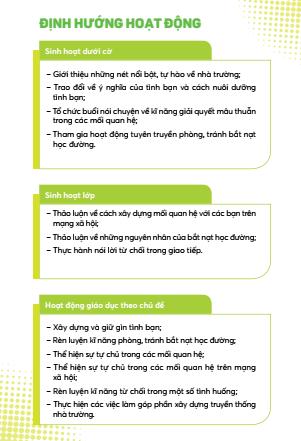 ĐỊNH HƯỚNG HOẠT ĐỘNG
Sinh hoạt dưới cờ
– Giới thiệu những nét nổi bật, tự hào về nhà trường;
– Trao đổi về ý nghĩa của tình bạn và cách nuôi dưỡng
tình bạn;
– Tổ chức buổi nói chuyện về kĩ năng giải quyết mâu thuẫn
trong các mối quan hệ;
– Tham gia hoạt động tuyên truyền phòng, tránh bắt nạt
học đường.
Sinh hoạt lớp
– Thảo luận về cách xây dựng mối quan hệ với các bạn trên
mạng xã hội;
– Thảo luận về những nguyên nhân của bắt nạt học đường;
– Thực hành nói lời từ chối trong giao tiếp.
Hoạt động giáo dục theo chủ đề
– Xây dựng và giữ gìn tình bạn;
– Rèn luyện kĩ năng phòng, tránh bắt nạt học đường;
– Thể hiện sự tự chủ trong các mối quan hệ;
– Thể hiện sự tự chủ trong các mối quan hệ trên mạng
xã hội;
– Rèn luyện kĩ năng từ chối trong một số tình huống;
– Thực hiện các việc làm góp phần xây dựng truyền thống
nhà trường.